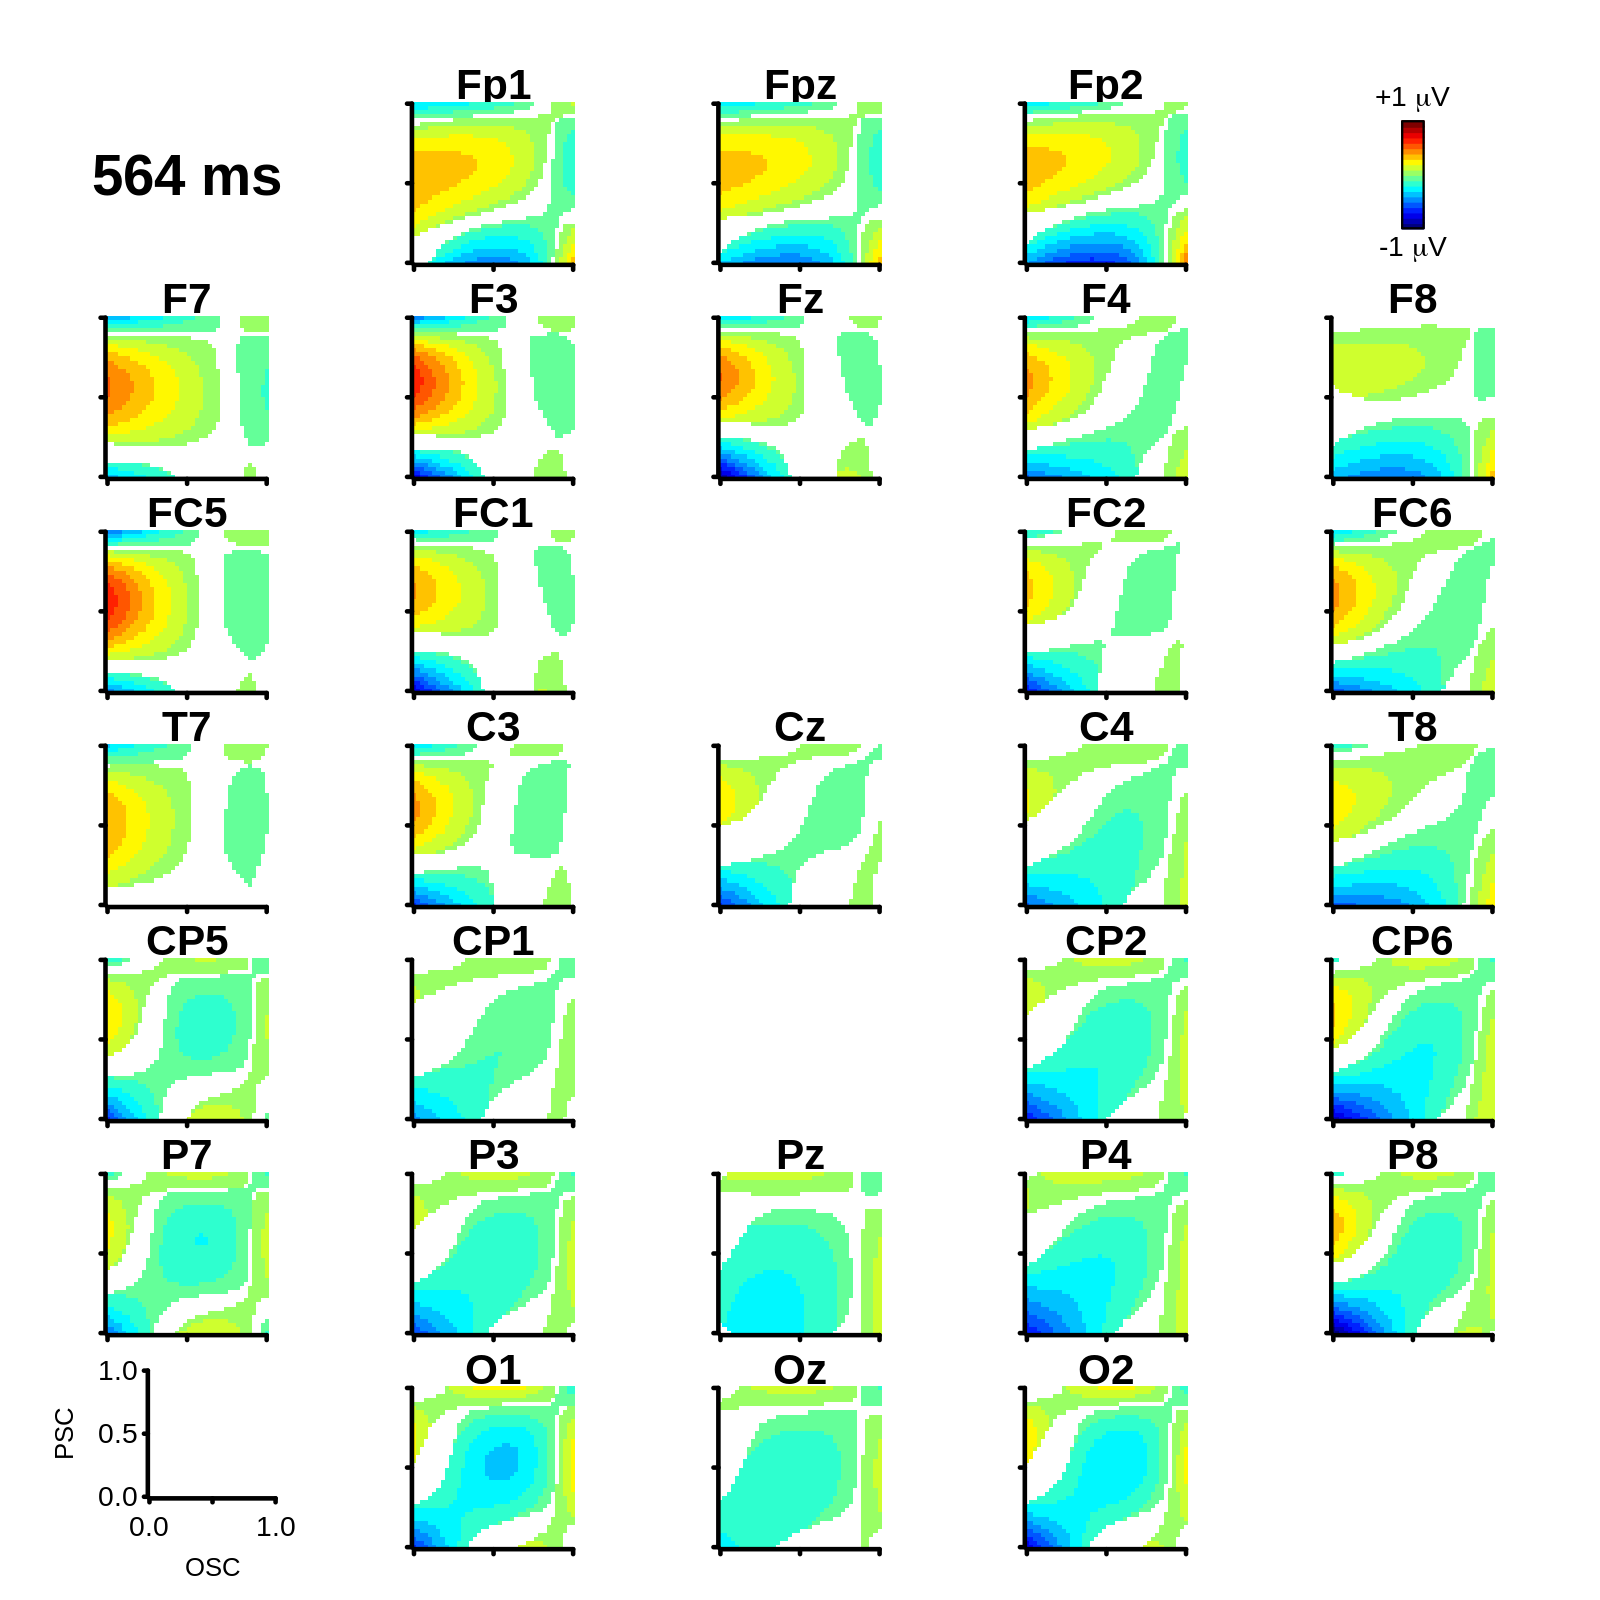 Fp1 Fpz Fp2
+1 μV
564 ms
-1 μV
F7 F3 Fz F4 F8
FC5 FC1 FC2 FC6
T7 C3 Cz C4 T8
CP5 CP1 CP2 CP6
P7 P3 Pz P4 P8
O1 Oz O2
1.0
PSC
0.5
0.0
0.0 1.0
OSC